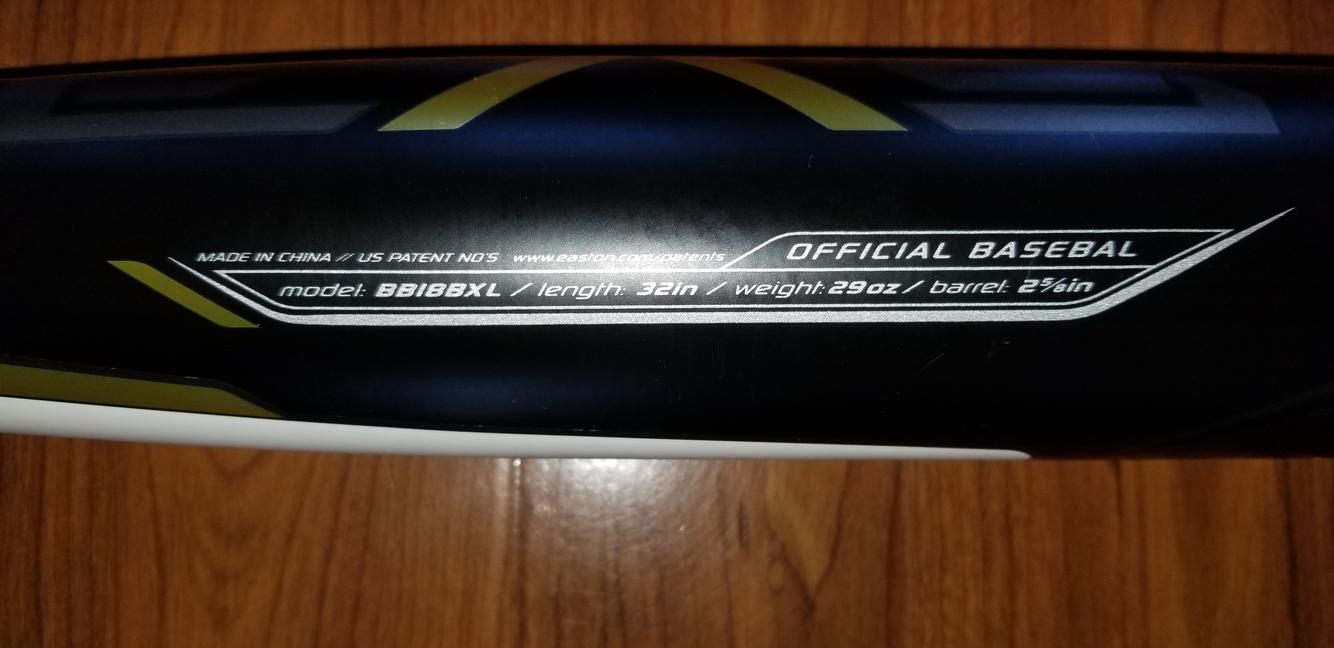 OFFICIAL BASEBAL
MADE IN CHINA // US PATENT NO'S www.easton.com/patents
model: BB18BXL / length: 32in / weight: 29oz / barrel: 2⅝in